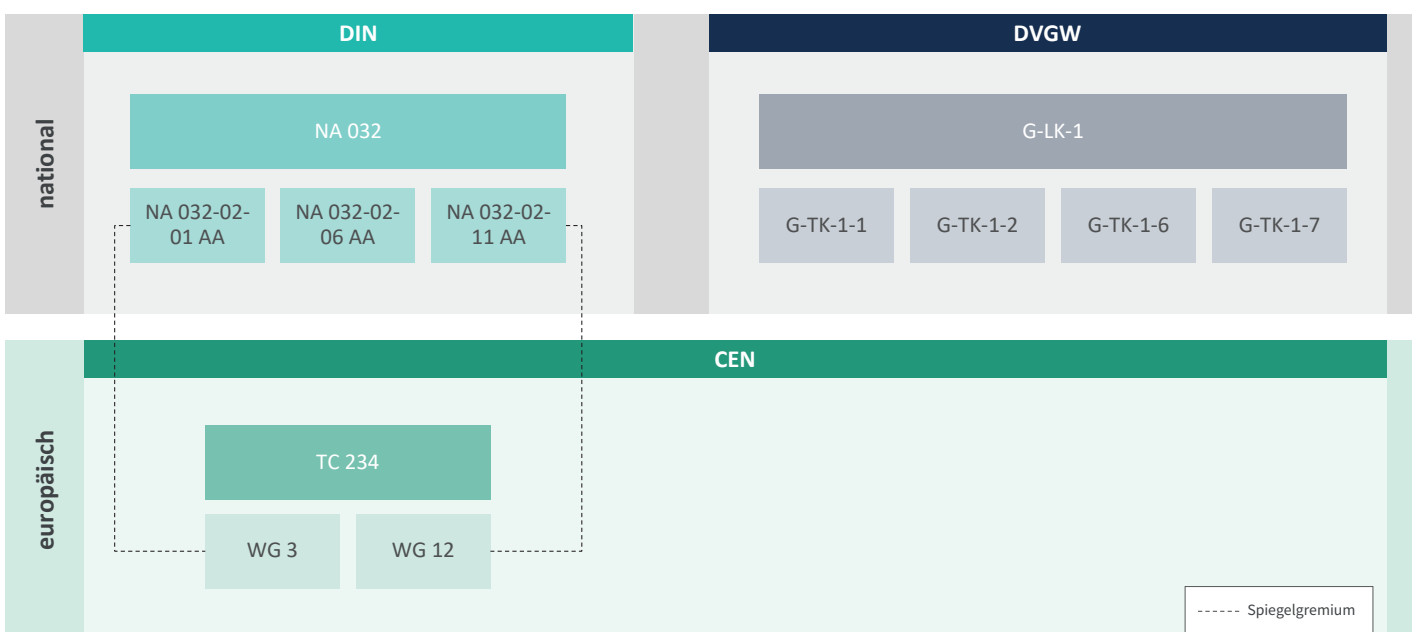 DIN
DVGW
national
NA 032
G-LK-1
NA 032-02-
01 AA
NA 032-02-
06 AA
NA 032-02-
11 AA
G-TK-1-1
G-TK-1-2
G-TK-1-6
G-TK-1-7
CEN
europäisch
TC 234
WG 3
WG 12
Spiegelgremium